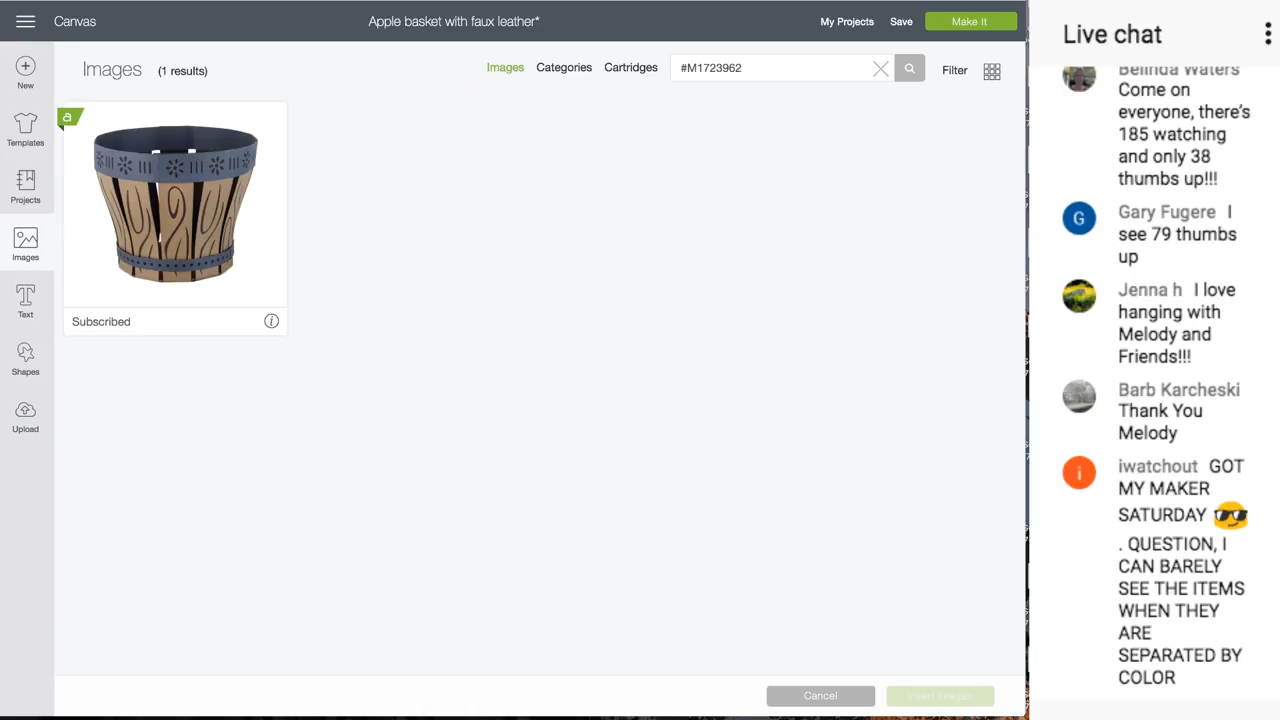 Canvas
Apple basket with faux leather*
My Projects
Save
Make It
New
Templates
Projects
Images
Text
Shapes
Upload
Images (1 results)
Images
Categories
Cartridges
#M1723962
Filter
a
Subscribed
Cancel
Insert Images
Live chat
Belinda Waters
Come on
everyone, there's
185 watching
and only 38
thumbs up!!!
G
Gary Fugere I
see 79 thumbs
up
Jenna h I love
hanging with
Melody and
Friends!!!
Barb Karcheski
Thank You
Melody
i
iwatchout GOT
MY MAKER
SATURDAY 😎
. QUESTION, I
CAN BARELY
SEE THE ITEMS
WHEN THEY
ARE
SEPARATED BY
COLOR